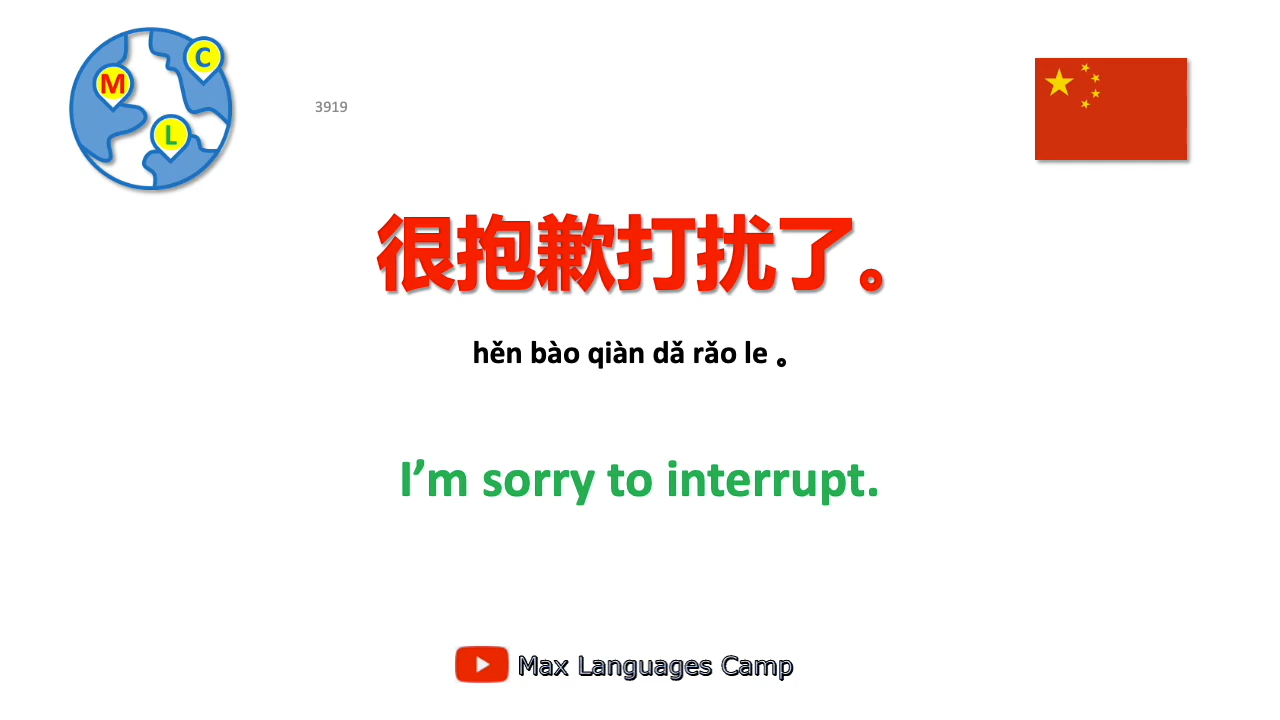 C
M
L
3919
很抱歉打扰了。
hěn bào qiàn dǎ rǎo le 。
I’m sorry to interrupt.
Max Languages Camp